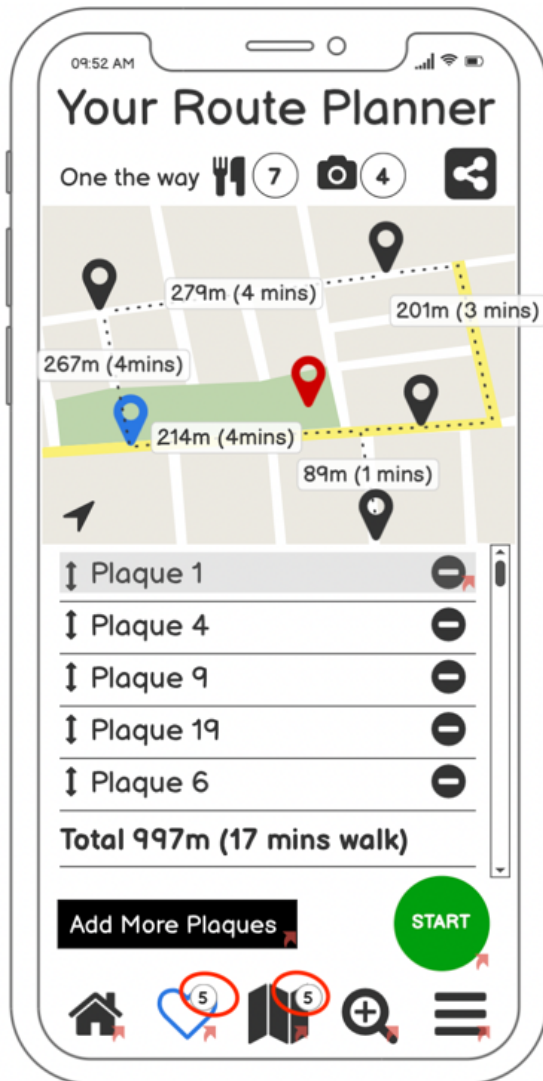 09:52 AM
Your Route Planner
One the way 7 4
279m (4 mins)
201m (3 mins)
267m (4mins)
214m (4mins)
89m (1 mins)
Plaque 1
Plaque 4
Plaque 9
Plaque 19
Plaque 6
Total 997m (17 mins walk)
Add More Plaques
START
5 5